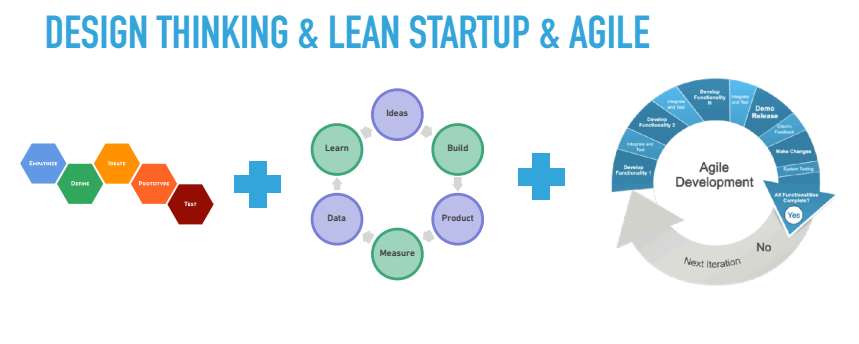 DESIGN THINKING & LEAN STARTUP & AGILE
EMPATHIZE
DEFINE
IDEATE
PROTOTYPE
TEST
Ideas
Build
Product
Measure
Data
Learn
Agile
Development
Develop
Functionality 1
Integrate and
Test
Develop
Functionality 2
Integrate
and Test
Develop
Functionality
N
Integrate
and Test
Demo
Release
Client's
Feedback
Make Changes
System Testing
All Functionalities
Complete?
Yes
No
Next Iteration